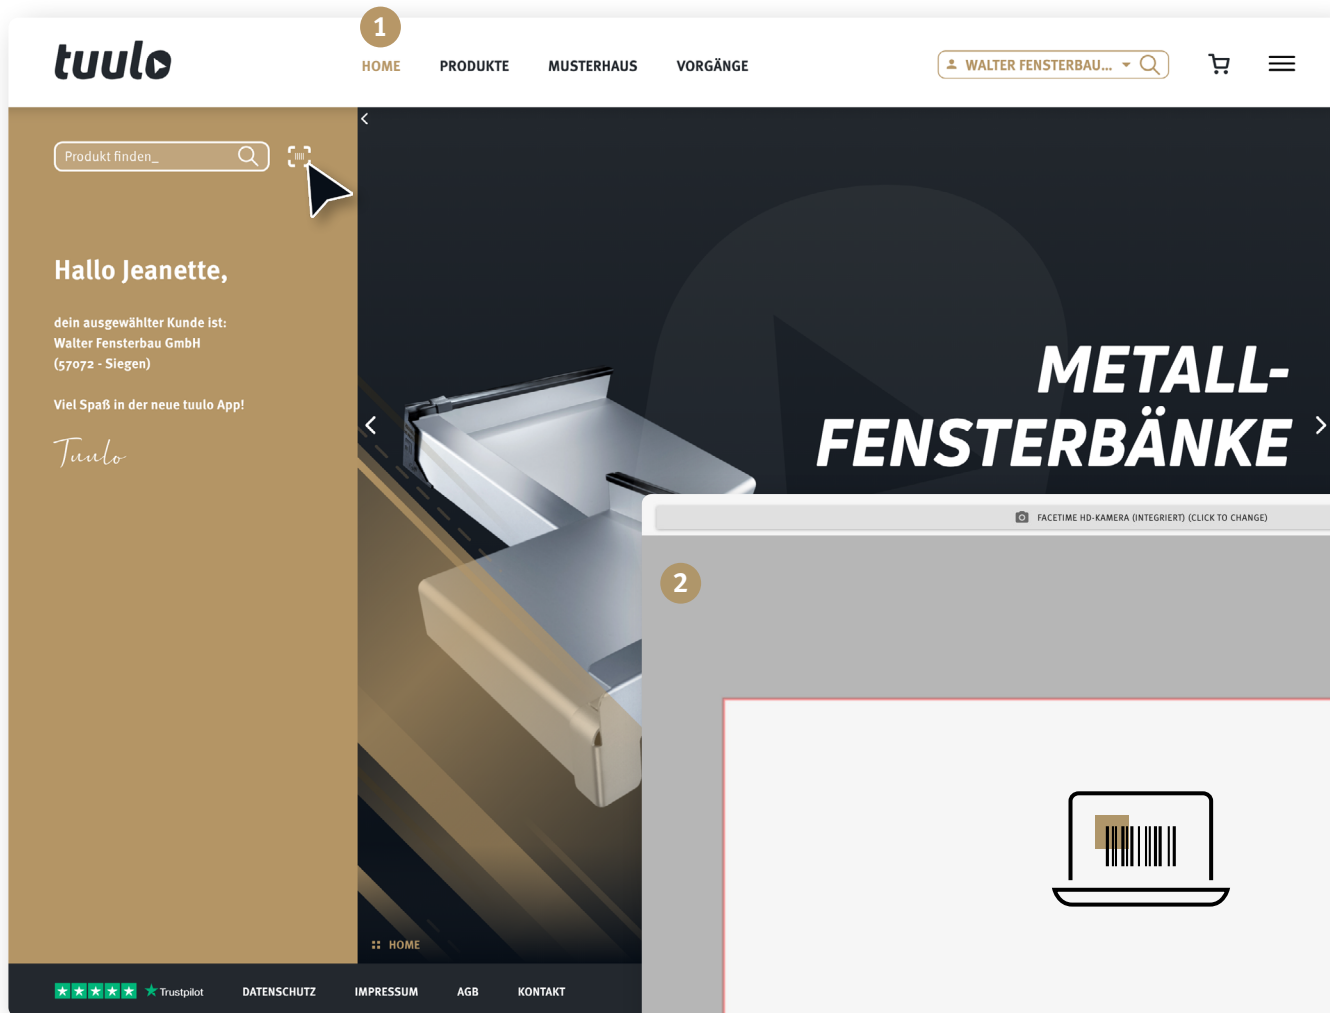 1
tuulo
HOME
PRODUKTE
MUSTERHAUS
VORGÄNGE
WALTER FENSTERBAU...
Produkt finden_
Hallo Jeanette,
dein ausgewählter Kunde ist:
Walter Fensterbau GmbH
(57072 - Siegen)
Viel Spaß in der neue tuulo App!
Tuulo
METALL-
FENSTERBÄNKE
FACETIME HD-KAMERA (INTEGRIERT) (CLICK TO CHANGE)
2
HOME
Trustpilot
DATENSCHUTZ
IMPRESSUM
AGB
KONTAKT